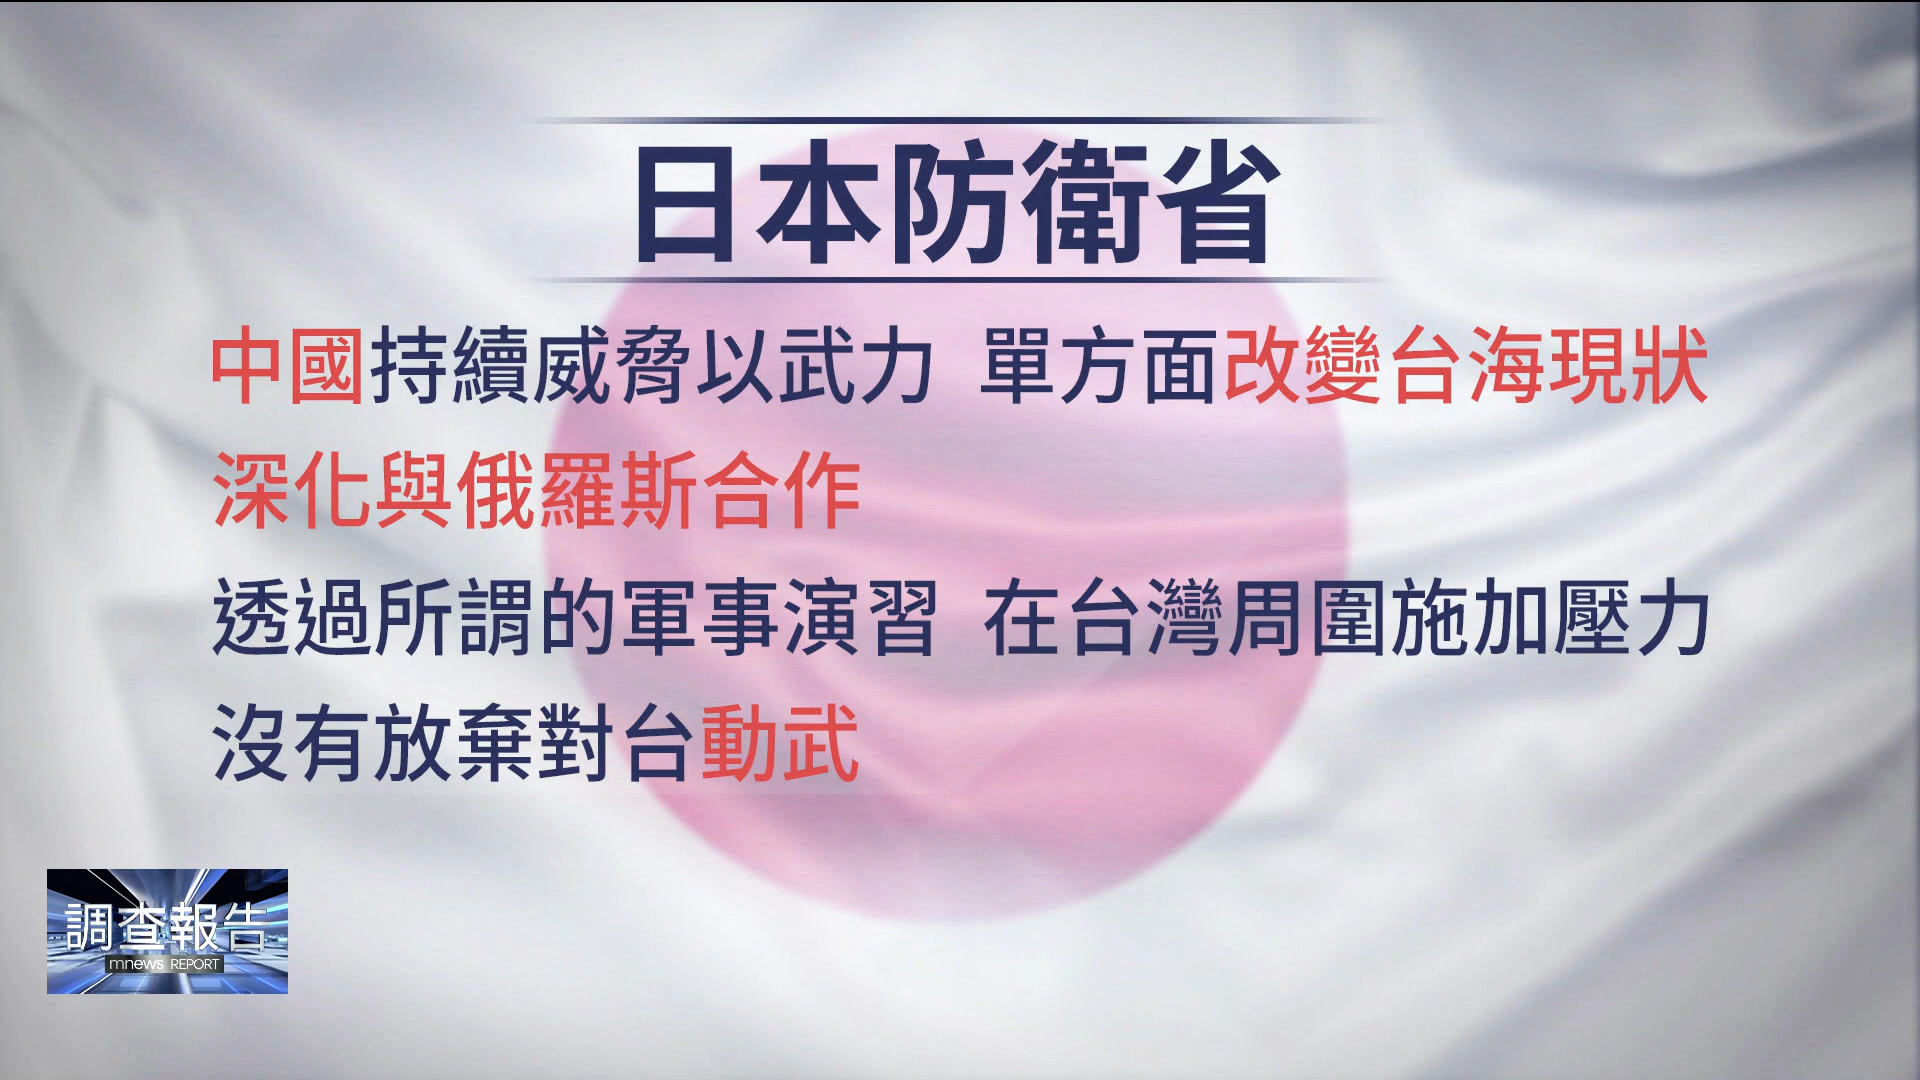 日本防衛省
中國持續威脅以武力 單方面改變台海現狀
深化與俄羅斯合作
透過所謂的軍事演習 在台灣周圍施加壓力
沒有放棄對台動武
調查報告
mnews REPORT